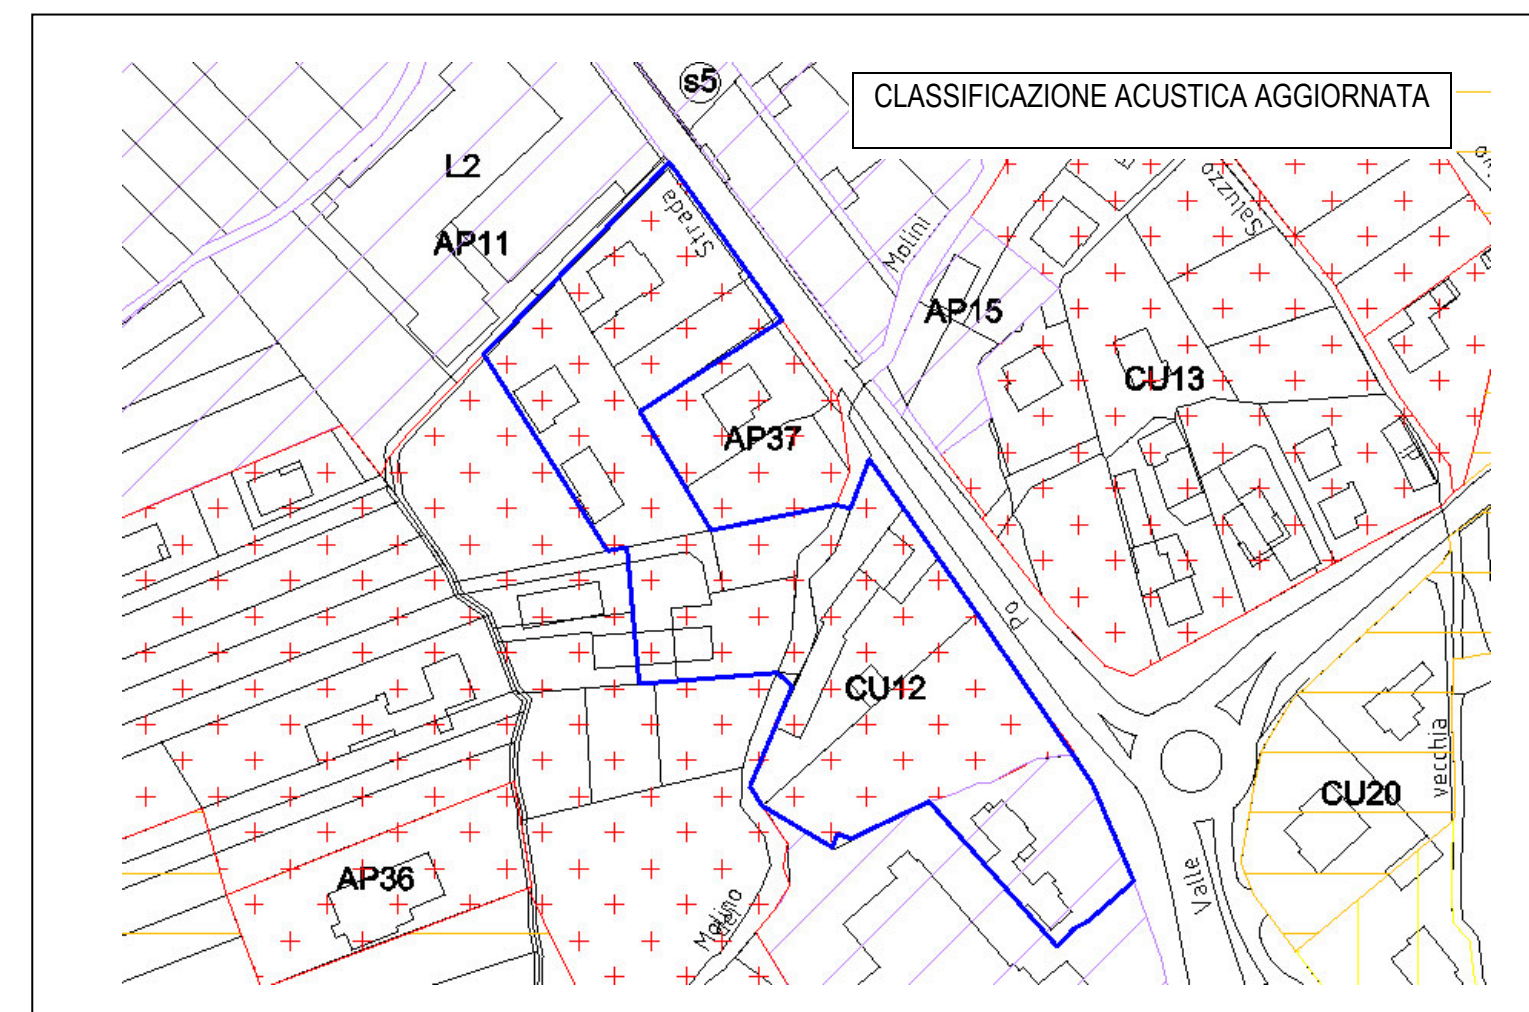 s5
CLASSIFICAZIONE ACUSTICA AGGIORNATA
L2
Strada
Saluzzo
Molini
AP11
AP15
CU13
AP37
Po
CU12
vecchia
CU20
AP36
Valle
Molino
del